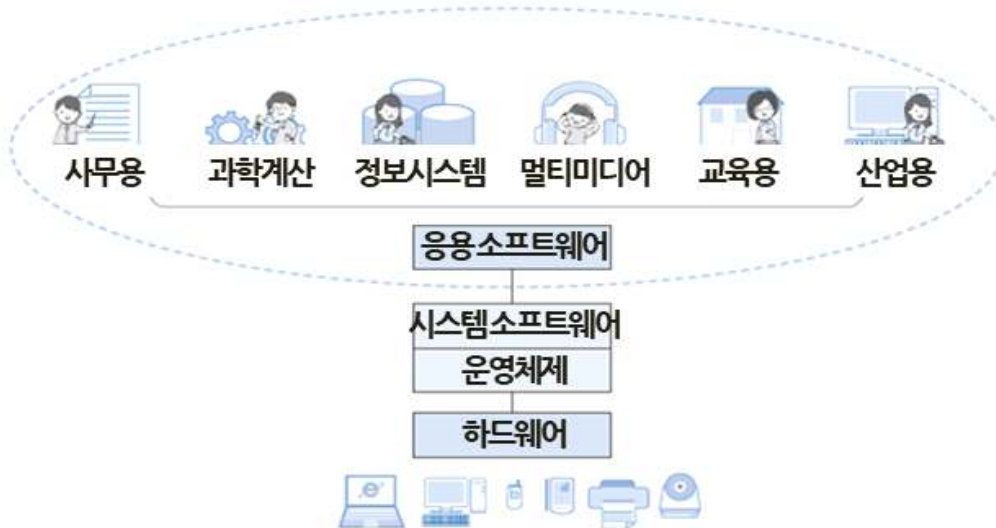 사무용 과학계산 정보시스템 멀티미디어 교육용 산업용
응용 소프트웨어
시스템 소프트웨어
운영체제
하드웨어